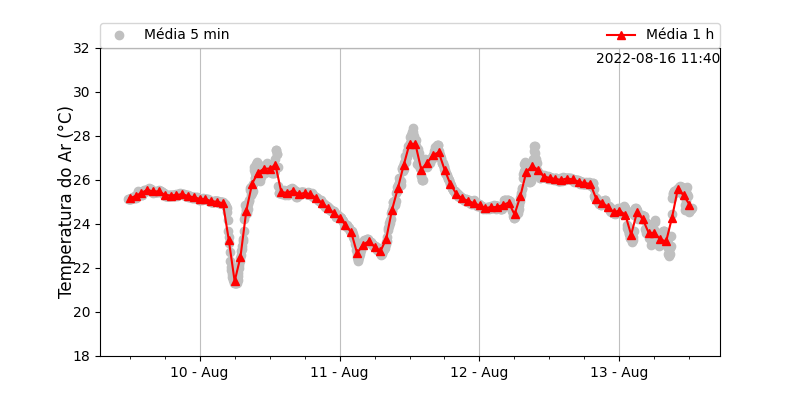 Média 5 min
Média 1 h
2022-08-16 11:40
Temperatura do Ar (°C)
32
30
28
26
24
22
20
18
10 - Aug
11 - Aug
12 - Aug
13 - Aug